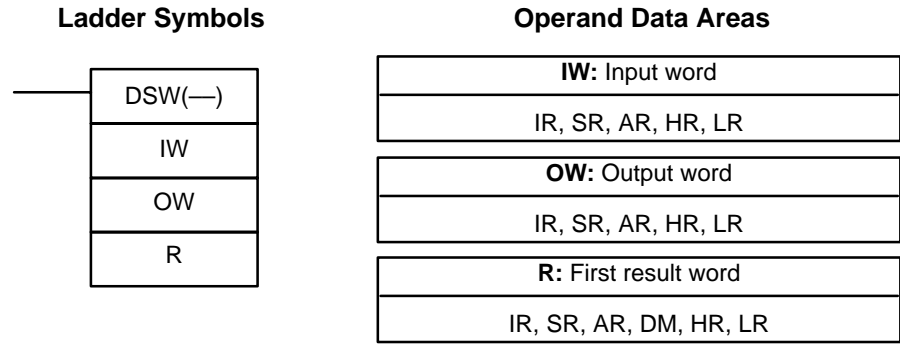 Ladder Symbols
Operand Data Areas
DSW(—)
IW
OW
R
IW: Input word
IR, SR, AR, HR, LR
OW: Output word
IR, SR, AR, HR, LR
R: First result word
IR, SR, AR, DM, HR, LR